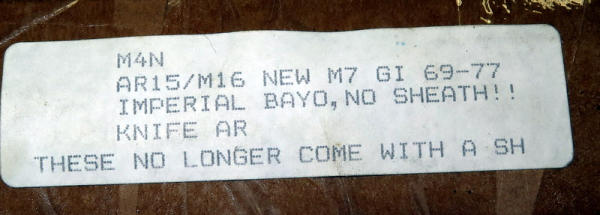 M4N
AR15/M16 NEW M7 GI 69-77
IMPERIAL BAYO,NO SHEATH!!
KNIFE AR
THESE NO LONGER COME WITH A SH